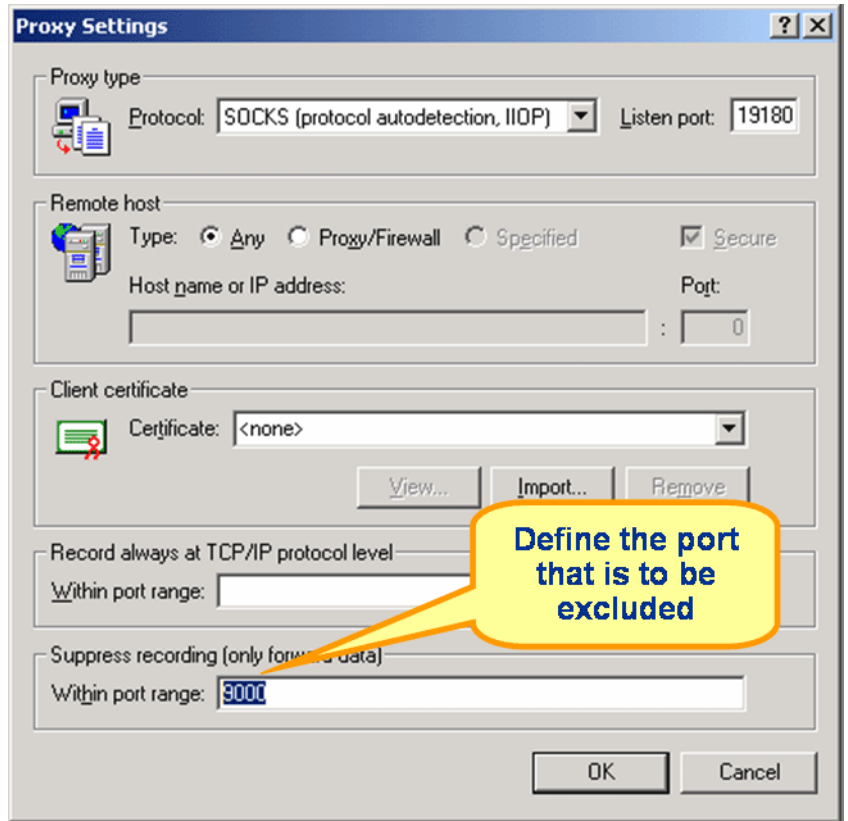 Proxy Settings
Proxy type
Protocol: SOCKS (protocol autodetection, IIOP) Listen port: 19180
Remote host
Type: Any Proxy/Firewall Specified Secure
Host name or IP address: Port:
: 0
Client certificate
Certificate: <none>
View... Import... Remove
Define the port
that is to be
excluded
Record always at TCP/IP protocol level
Within port range:
Suppress recording (only forward data)
Within port range: 9000
OK Cancel